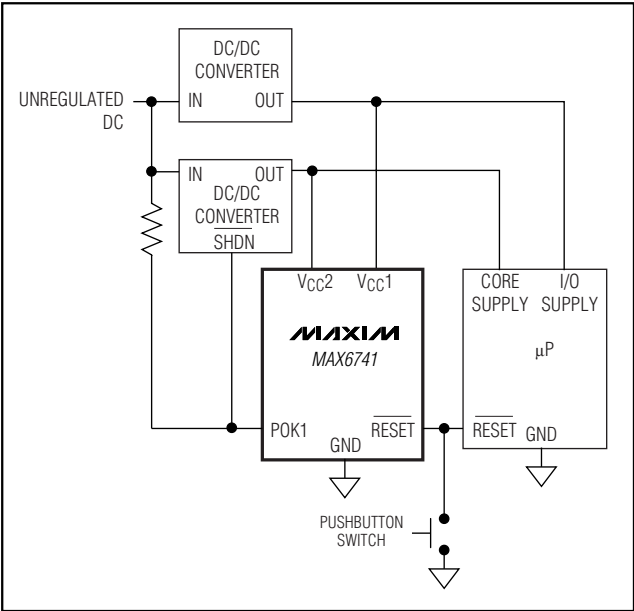 DC/DC
CONVERTER
UNREGULATED
DC
IN
OUT
IN
OUT
DC/DC
CONVERTER
SHDN
VCC2
VCC1
CORE
SUPPLY
I/O
SUPPLY
MAXIM
MAX6741
µP
POK1
RESET
GND
RESET
GND
PUSHBUTTON
SWITCH